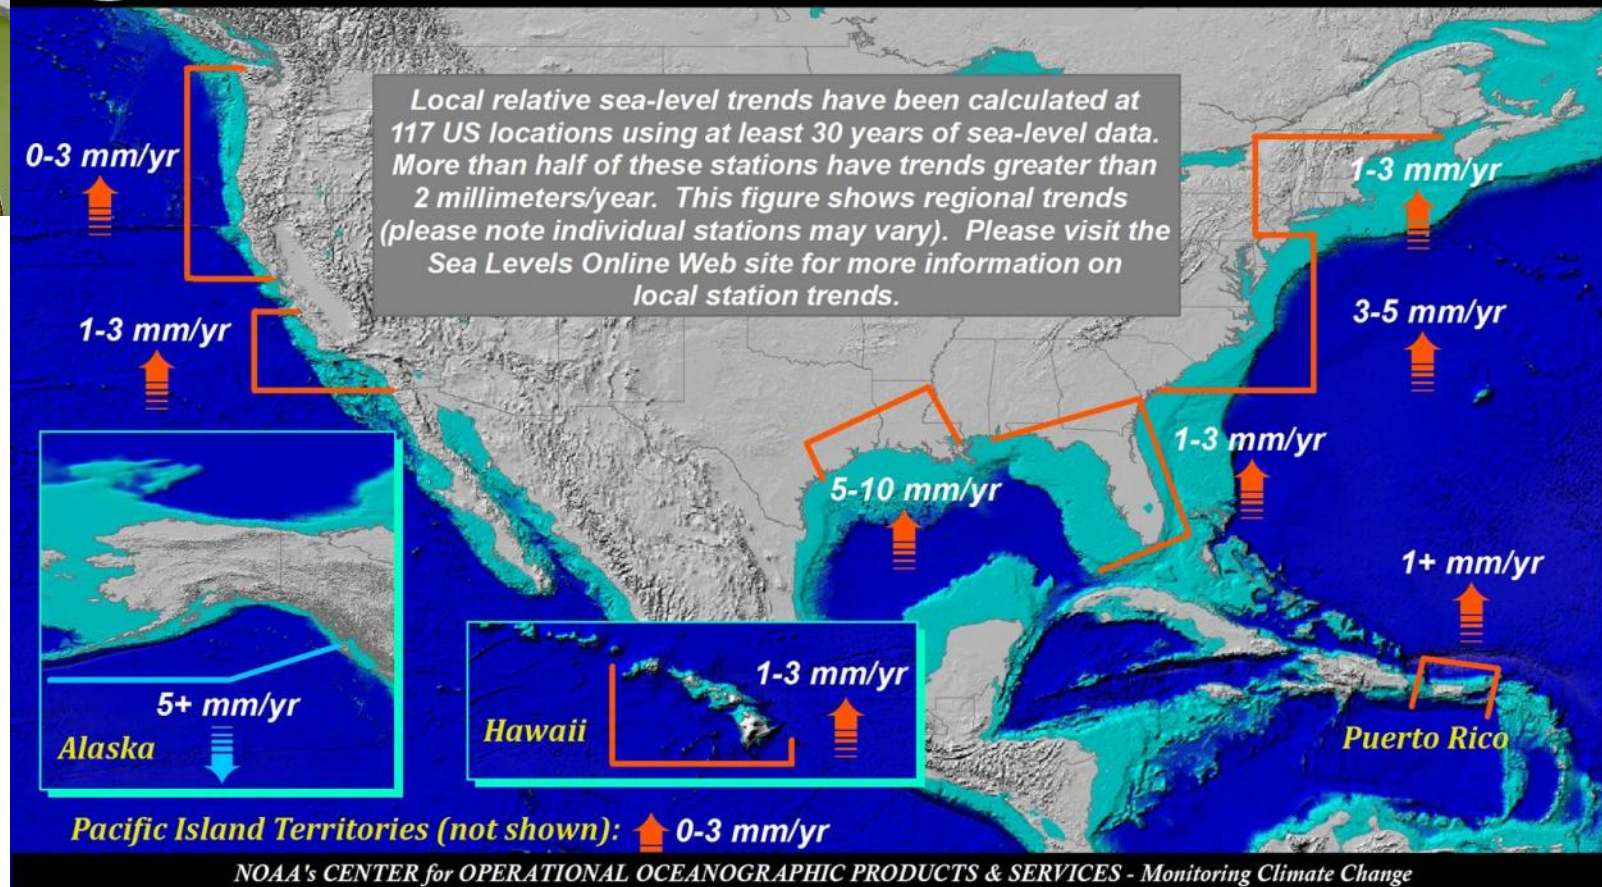 Local relative sea-level trends have been calculated at
117 US locations using at least 30 years of sea-level data.
More than half of these stations have trends greater than
2 millimeters/year. This figure shows regional trends
(please note individual stations may vary). Please visit the
Sea Levels Online Web site for more information on
local station trends.
0-3 mm/yr
1-3 mm/yr
1-3 mm/yr
3-5 mm/yr
1-3 mm/yr
5-10 mm/yr
1+ mm/yr
Puerto Rico
5+ mm/yr
Alaska
1-3 mm/yr
Hawaii
Pacific Island Territories (not shown): 0-3 mm/yr
NOAA's CENTER for OPERATIONAL OCEANOGRAPHIC PRODUCTS & SERVICES - Monitoring Climate Change